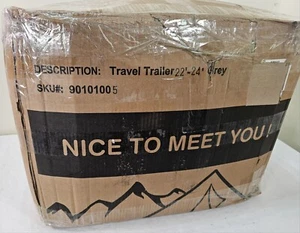 DESCRIPTION: Travel Trailer 22'-24' Grey
SKU#: 90101005
NICE TO MEET YOU !